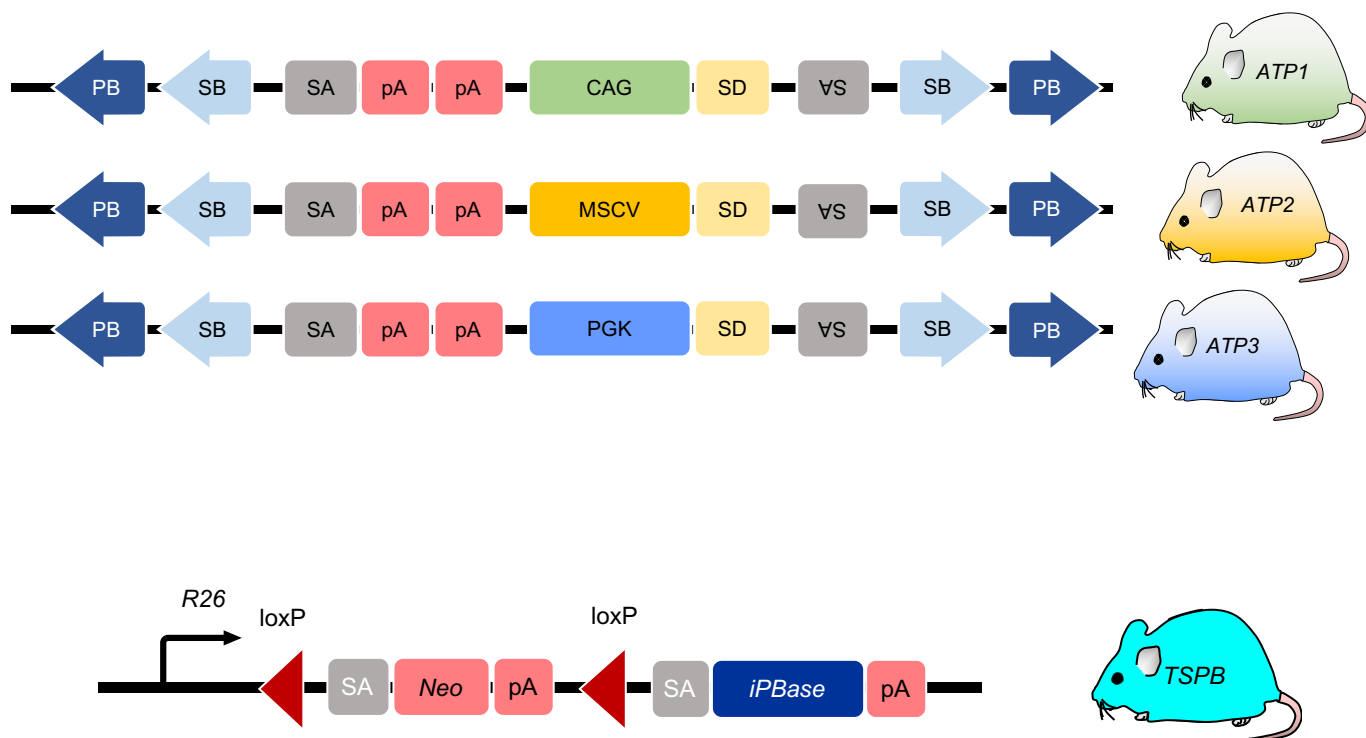 PB SB SA pA pA CAG SD SA SB PB ATP1
PB SB SA pA pA MSCV SD SA SB PB ATP2
PB SB SA pA pA PGK SD SA SB PB ATP3
R26
loxP loxP
SA Neo pA SA iPBase pA TSPB